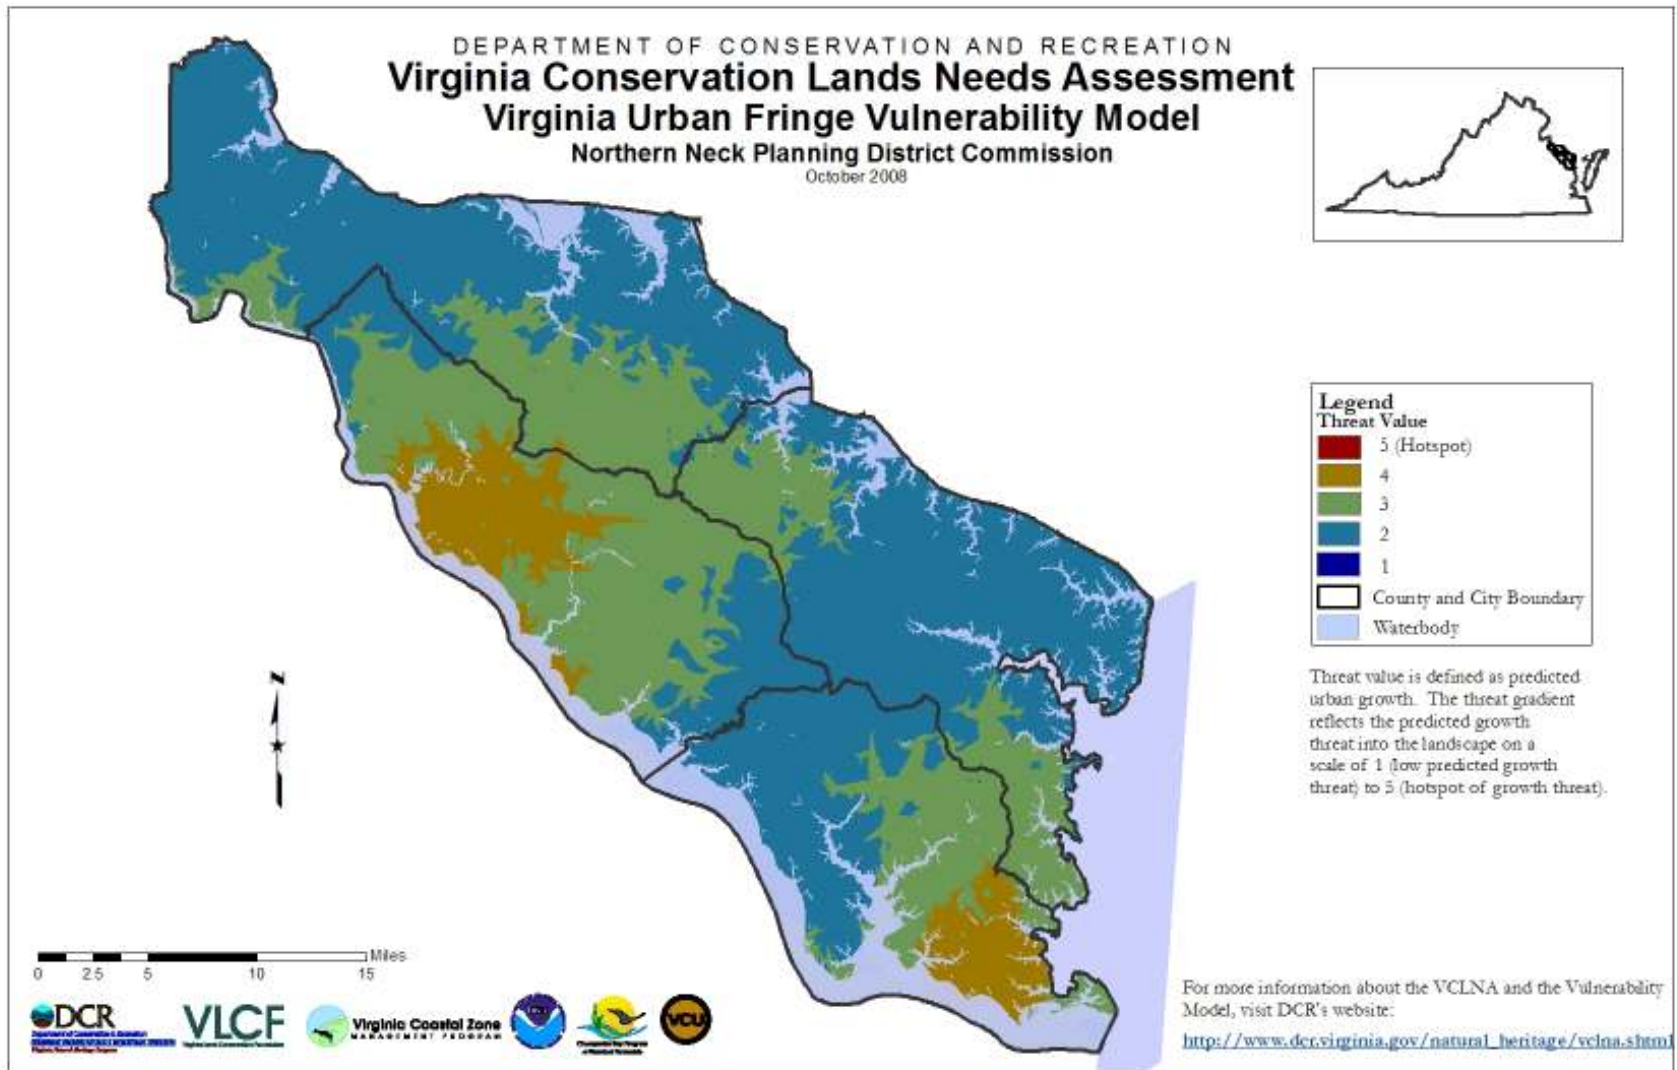 DEPARTMENT OF CONSERVATION AND RECREATION
Virginia Conservation Lands Needs Assessment
Virginia Urban Fringe Vulnerability Model
Northern Neck Planning District Commission
October 2008
Legend
Threat Value
5 (Hotspot)
4
3
2
1
County and City Boundary
Waterbody
Threat value is defined as predicted
urban growth. The threat gradient
reflects the predicted growth
threat into the landscape on a
scale of 1 (low predicted growth
threat) to 5 (hotspot of growth threat).
N
Miles
0 2.5 5 10 15
DCR
VLCF
Virginia Coastal Zone
MANAGEMENT PROGRAM
VCU
For more information about the VCLNA and the Vulnerability
Model, visit DCR's website:
http://www.dcr.virginia.gov/natural_heritage/vclna.shtml